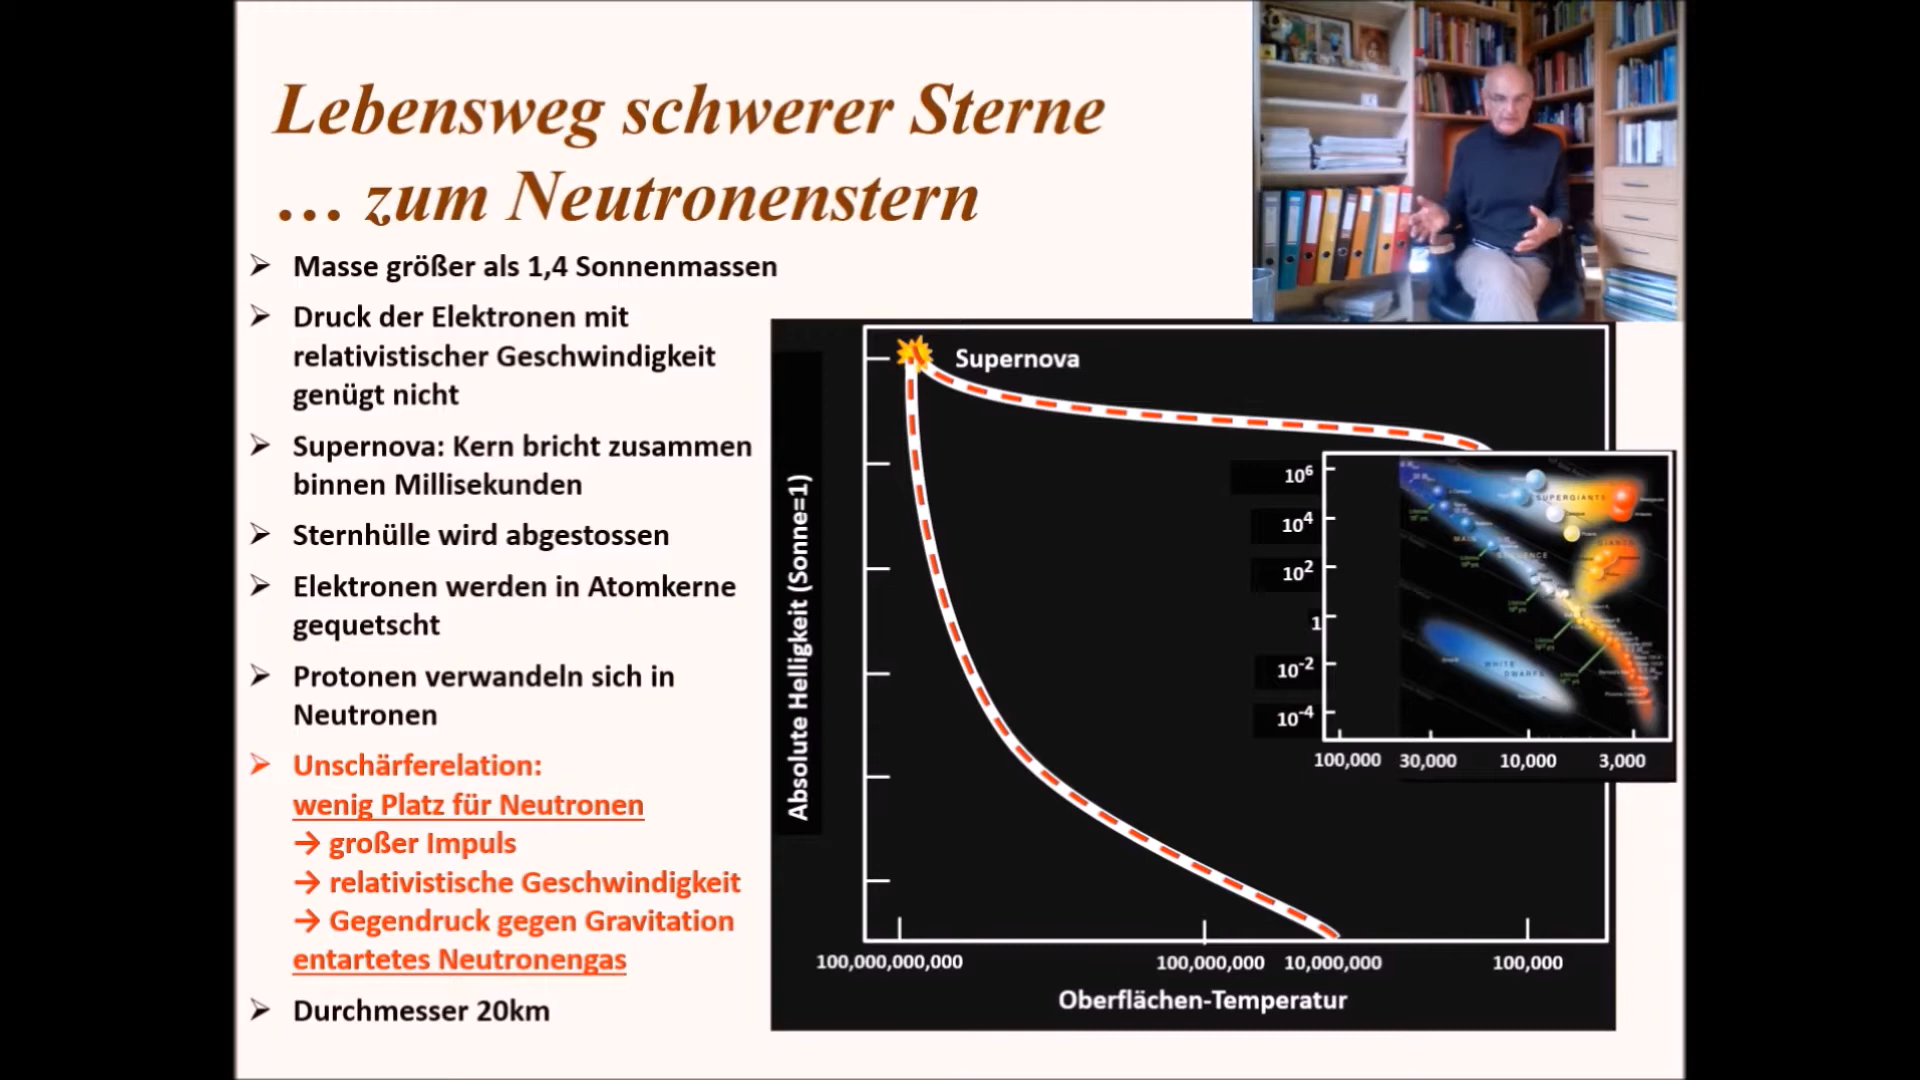 Lebensweg schwerer Sterne
… zum Neutronenstern
➢ Masse größer als 1,4 Sonnenmassen
➢ Druck der Elektronen mit
relativistischer Geschwindigkeit
genügt nicht
➢ Supernova: Kern bricht zusammen
binnen Millisekunden
➢ Sternhülle wird abgestossen
➢ Elektronen werden in Atomkerne
gequetscht
➢ Protonen verwandeln sich in
Neutronen
➢ Unschärferelation:
wenig Platz für Neutronen
→ großer Impuls
→ relativistische Geschwindigkeit
→ Gegendruck gegen Gravitation
entartetes Neutronengas
➢ Durchmesser 20km
Supernova
Absolute Helligkeit (Sonne=1)
10⁶
10⁴
10²
1
10⁻²
10⁻⁴
SUPERGIANTS
GIANTS
MAIN SEQUENCE
WHITE
DWARFS
100,000 30,000 10,000 3,000
100,000,000,000 100,000,000 10,000,000 100,000
Oberflächen-Temperatur